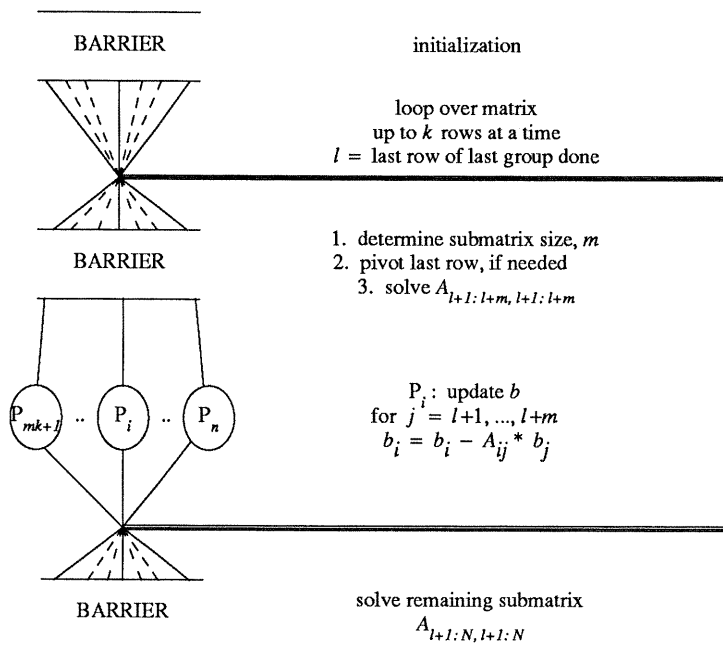 BARRIER
initialization
loop over matrix
up to k rows at a time
l = last row of last group done
BARRIER
1. determine submatrix size, m
2. pivot last row, if needed
3. solve A_{l+1: l+m, l+1: l+m}
P_{mk+1} .. P_i .. P_n
P_i : update b
for j = l+1, ..., l+m
b_i = b_i − A_{ij} * b_j
BARRIER
solve remaining submatrix
A_{l+1: N, l+1: N}